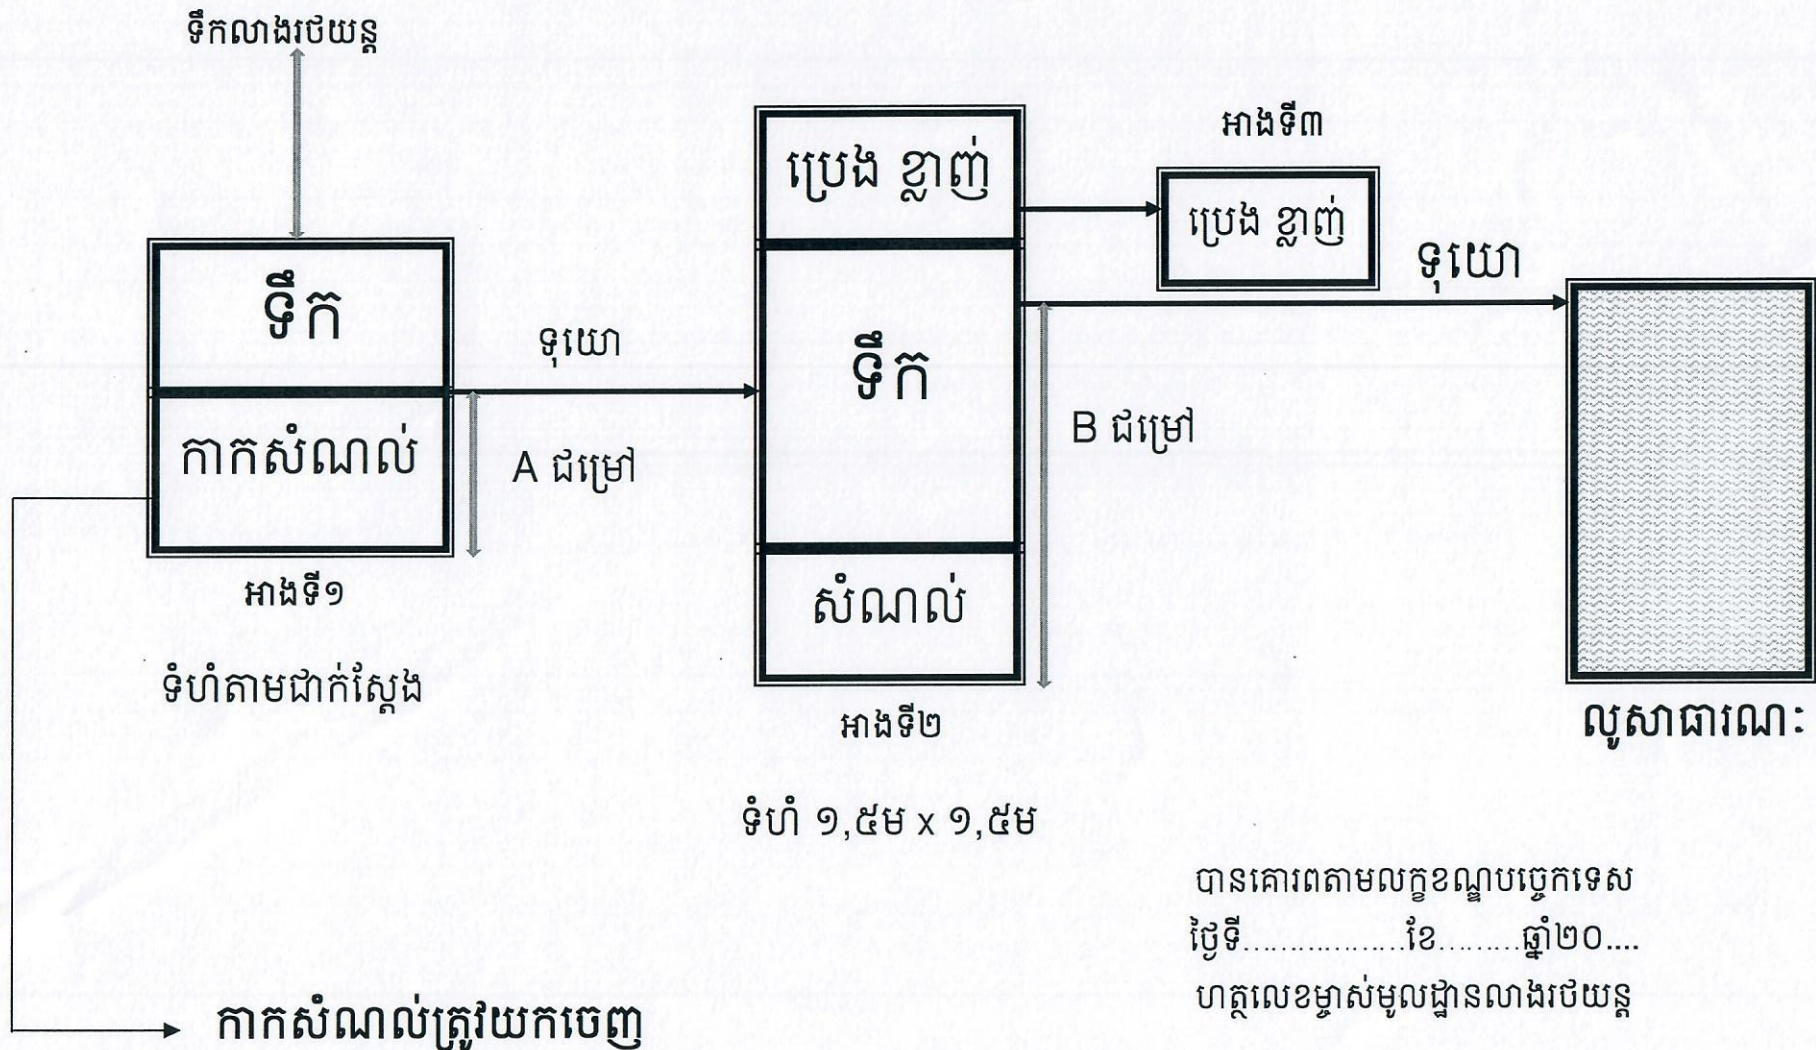 ទឹកលាងរថយន្ត
ប្រេង ខ្លាញ់
អាងទី៣
ប្រេង ខ្លាញ់
ទឹក
ទុយោ
ទុយោ
ទឹក
កាកសំណល់
A ជម្រៅ
B ជម្រៅ
អាងទី១
សំណល់
ទំហំតាមជាក់ស្តែង
អាងទី២
លូសាធារណៈ
ទំហំ ១,៥ម x ១,៥ម
បានគោរពតាមលក្ខខណ្ឌបច្ចេកទេស
ថ្ងៃទី..................ខែ.........ឆ្នាំ២០....
ហត្ថលេខម្ចាស់មូលដ្ឋានលាងរថយន្ត
កាកសំណល់ត្រូវយកចេញ